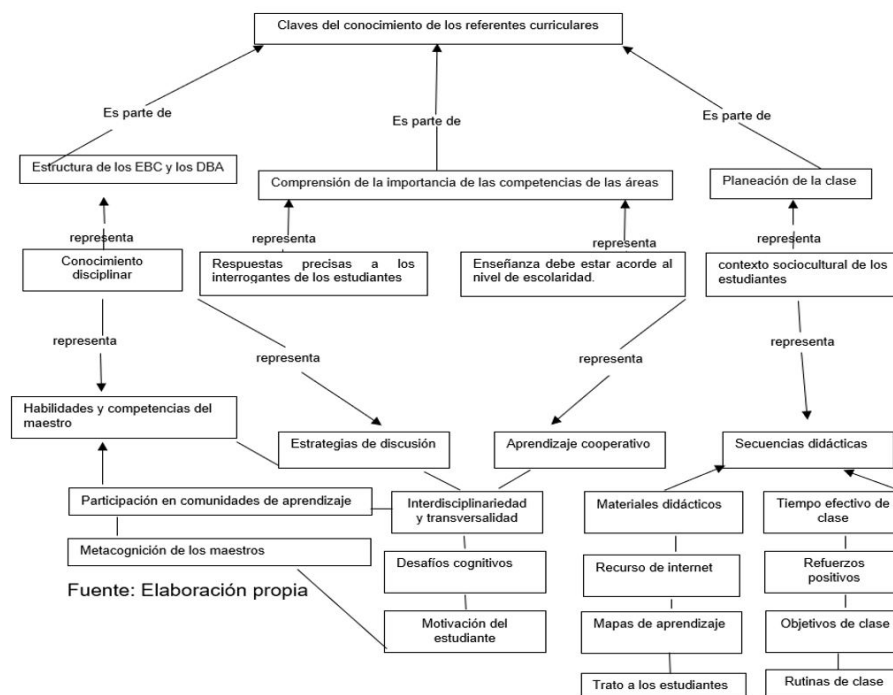 Claves del conocimiento de los referentes curriculares
Es parte de
Es parte de
Es parte de
Estructura de los EBC y los DBA
Comprensión de la importancia de las competencias de las áreas
Planeación de la clase
representa
representa
representa
representa
Conocimiento
disciplinar
Respuestas precisas a los
interrogantes de los estudiantes
Enseñanza debe estar acorde al
nivel de escolaridad.
contexto sociocultural de los
estudiantes
representa
representa
representa
representa
Habilidades y competencias del
maestro
Estrategias de discusión
Aprendizaje cooperativo
Secuencias didácticas
Participación en comunidades de aprendizaje
Interdisciplinariedad
y transversalidad
Materiales didácticos
Tiempo efectivo de
clase
Metacognición de los maestros
Desafíos cognitivos
Recurso de internet
Refuerzos
positivos
Fuente: Elaboración propia
Motivación del
estudiante
Mapas de aprendizaje
Objetivos de clase
Trato a los estudiantes
Rutinas de clase